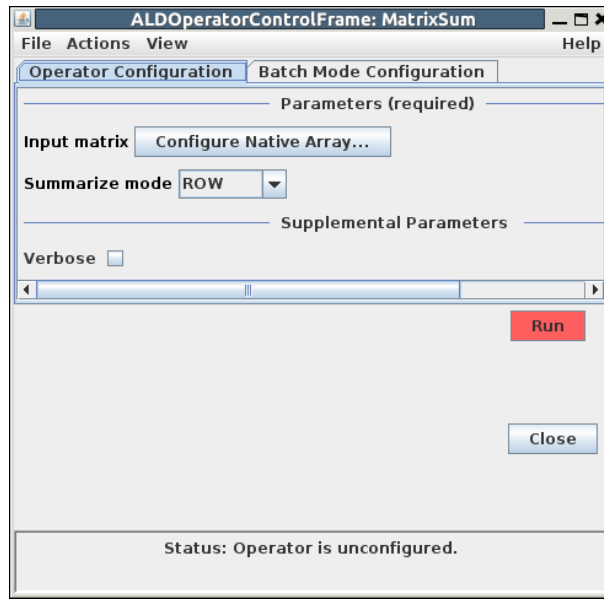 ALDOperatorControlFrame: MatrixSum
File Actions View Help
Operator Configuration Batch Mode Configuration
Parameters (required)
Input matrix Configure Native Array...
Summarize mode ROW
Supplemental Parameters
Verbose
Run
Close
Status: Operator is unconfigured.